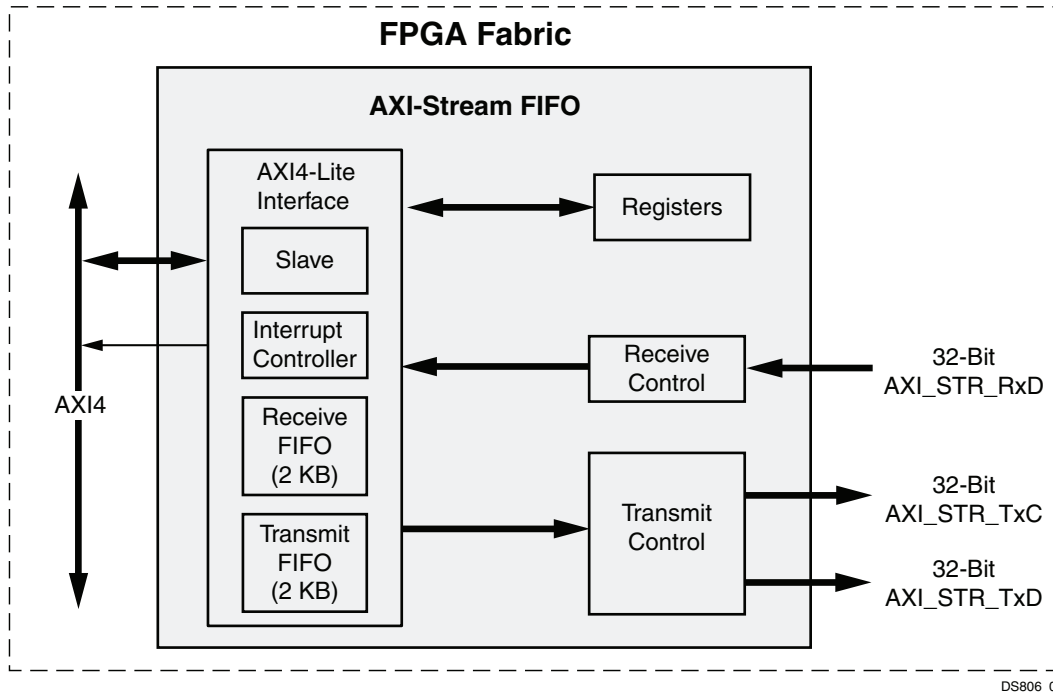 FPGA Fabric
AXI-Stream FIFO
AXI4-Lite
Interface
Slave
Interrupt
Controller
Receive
FIFO
(2 KB)
Transmit
FIFO
(2 KB)
AXI4
Registers
Receive
Control
Transmit
Control
32-Bit
AXI_STR_RxD
32-Bit
AXI_STR_TxC
32-Bit
AXI_STR_TxD
DS806